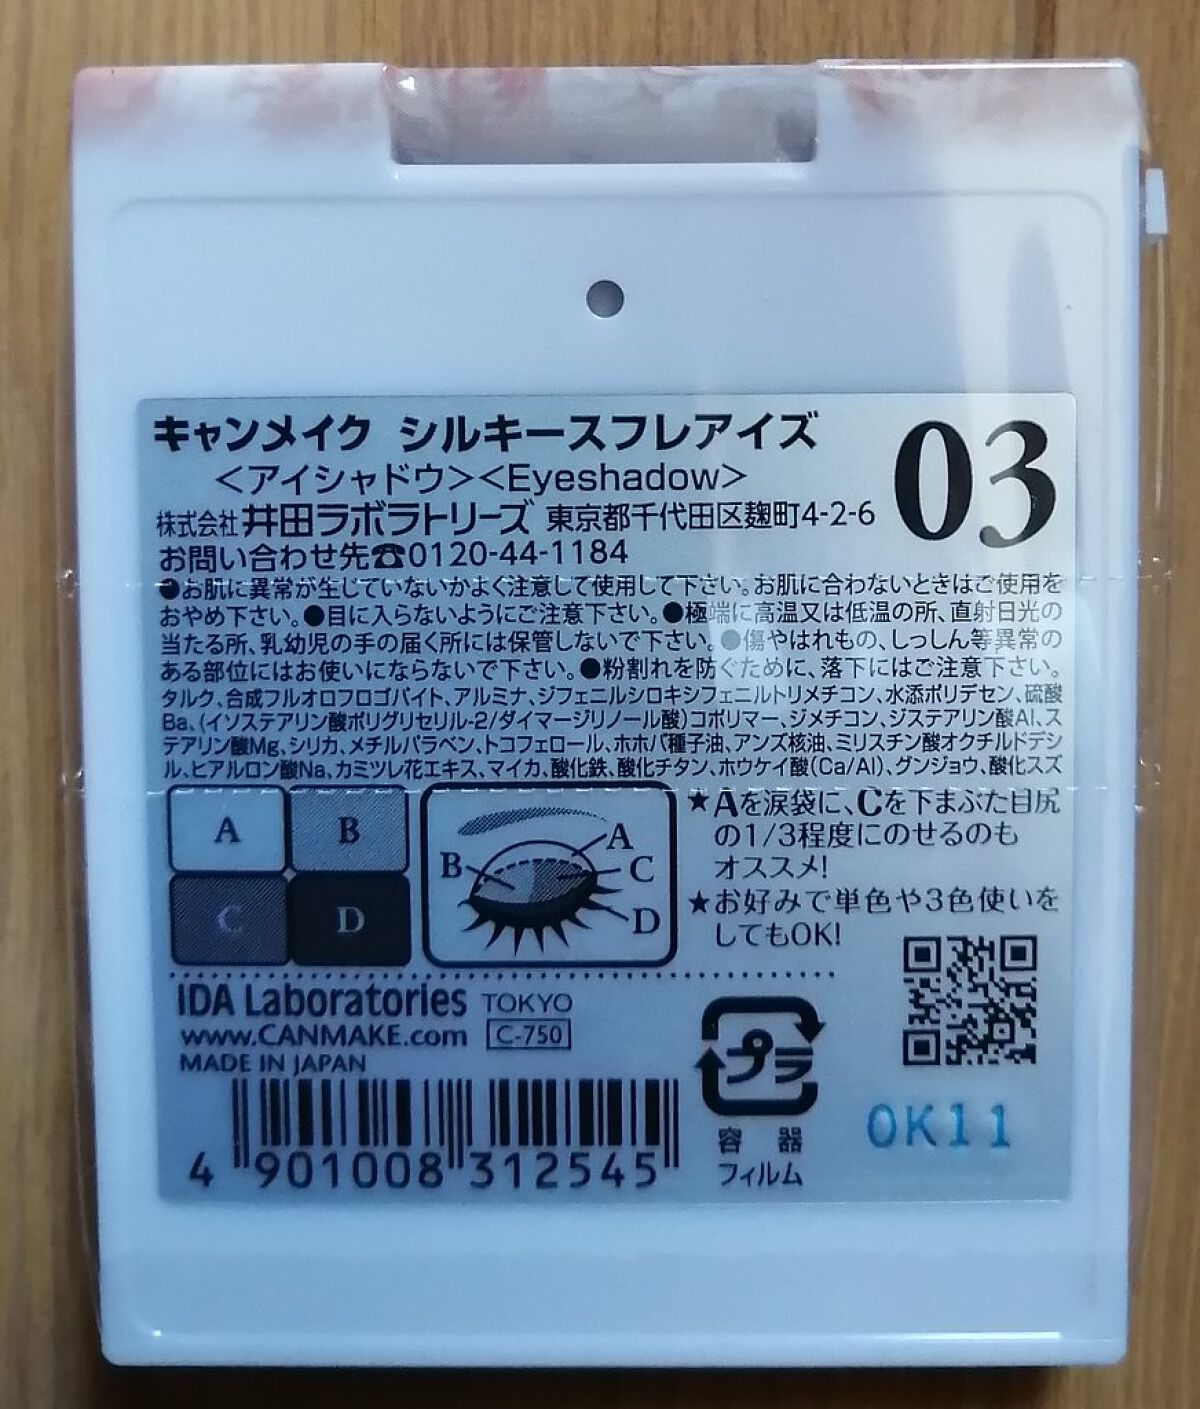 キャンメイク シルキースフレアイズ
03
<アイシャドウ><Eyeshadow>
株式会社 井田ラボラトリーズ 東京都千代田区麹町4-2-6
お問い合わせ先☎0120-44-1184
●お肌に異常が生じていないかよく注意して使用して下さい。お肌に合わないときはご使用を
おやめ下さい。●目に入らないようにご注意下さい。●極端に高温又は低温の所、直射日光の
当たる所、乳幼児の手の届く所には保管しないで下さい。●傷やはれもの、しっしん等異常の
ある部位にはお使いにならないで下さい。●粉割れを防ぐために、落下にはご注意下さい。
タルク、合成フルオロフロゴパイト、アルミナ、ジフェニルシロキシフェニルトリメチコン、水添ポリデセン、硫酸
Ba、(イソステアリン酸ポリグリセリル-2/ダイマージリノール酸)コポリマー、ジメチコン、ジステアリン酸Al、ス
テアリン酸Mg、シリカ、メチルパラベン、トコフェロール、ホホバ種子油、アンズ核油、ミリスチン酸オクチルドデシ
ル、ヒアルロン酸Na、カミツレ花エキス、マイカ、酸化鉄、酸化チタン、ホウケイ酸(Ca/Al)、グンジョウ、酸化スズ
A B
C D
A
B
C
D
★Aを涙袋に、Cを下まぶた目尻
の1/3程度にのせるのも
オススメ!
★お好みで単色や3色使いを
してもOK!
IDA Laboratories TOKYO
www.CANMAKE.com C-750
MADE IN JAPAN
4 901008 312545
プラ
容器
フィルム
0K11